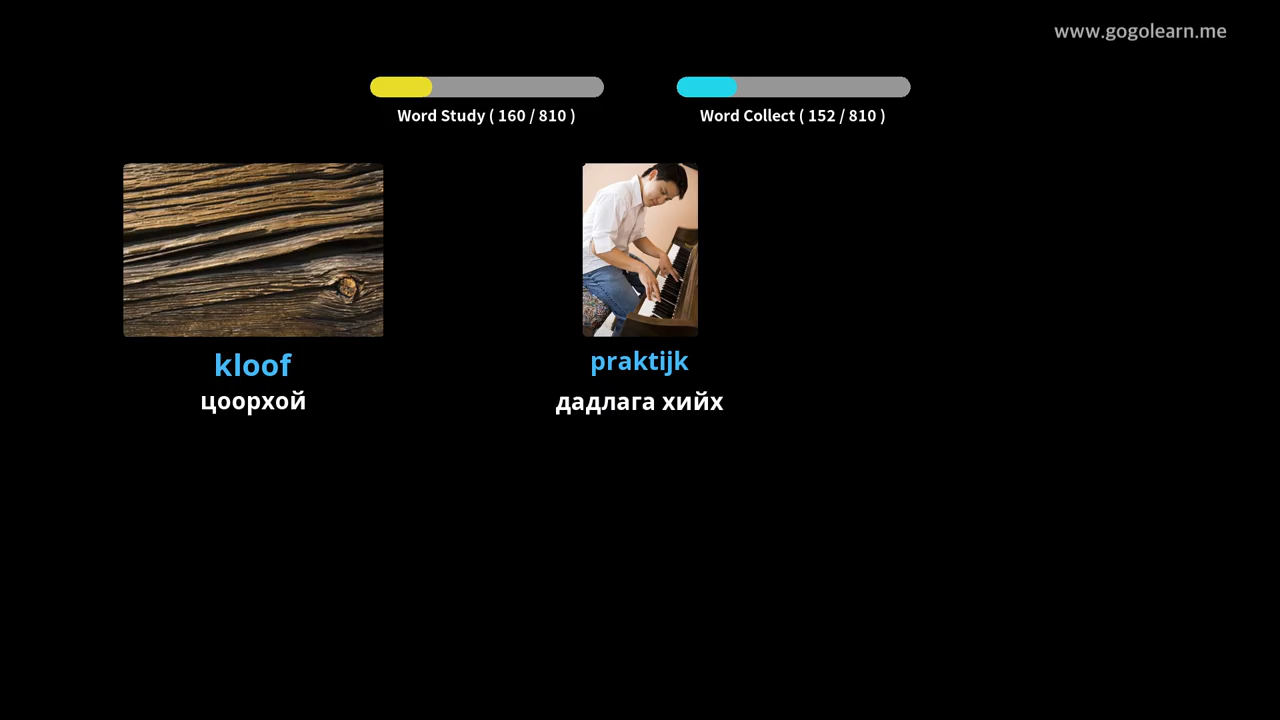 www.gogolearn.me
Word Study ( 160 / 810 )
Word Collect ( 152 / 810 )
kloof
цоорхой
praktijk
дадлага хийх